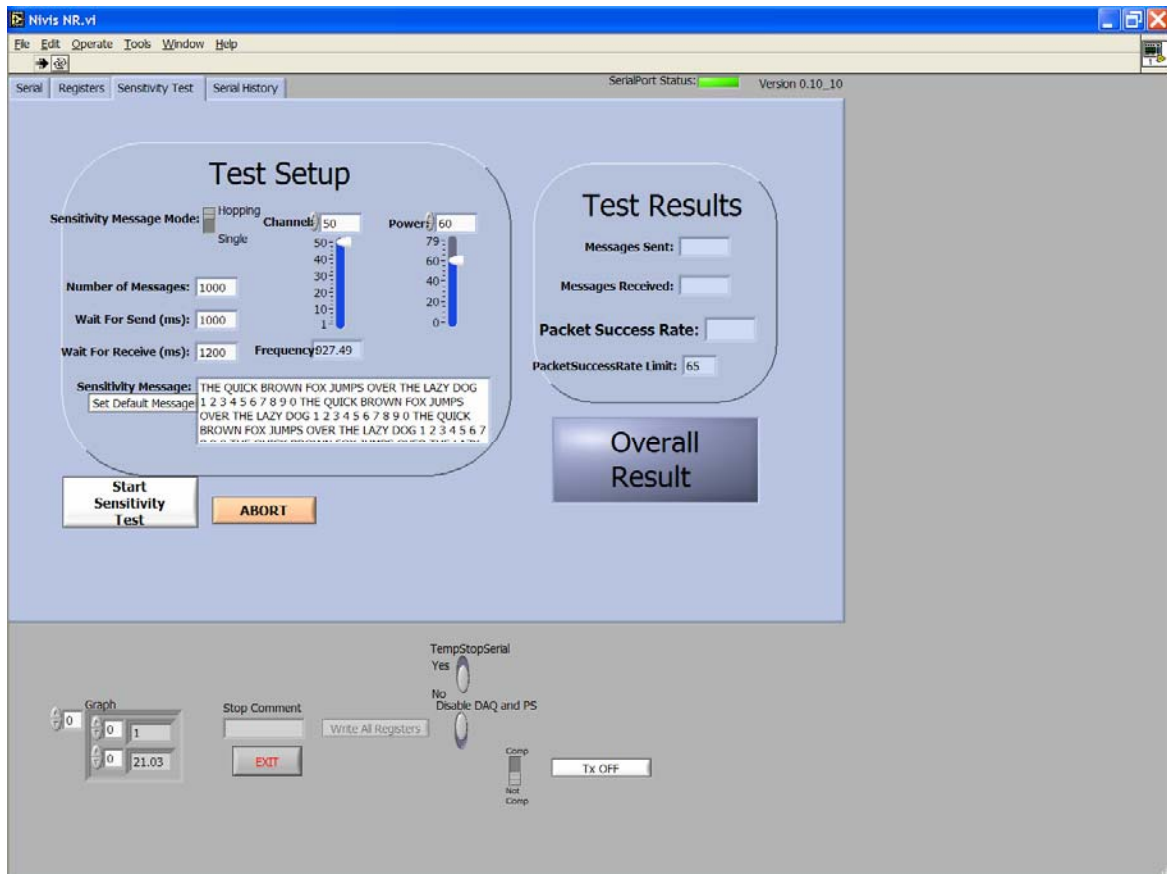 Nivis NR.vi
File Edit Operate Tools Window Help
Serial Registers Sensitivity Test Serial History
SerialPort Status:
Version 0.10_10
Test Setup
Sensitivity Message Mode:
Hopping
Single
Channel:
50
50
40
30
20
10
1
Power:
60
79
60
40
20
0
Number of Messages: 1000
Wait For Send (ms): 1000
Wait For Receive (ms): 1200
Frequency: 927.49
Sensitivity Message:
Set Default Message
THE QUICK BROWN FOX JUMPS OVER THE LAZY DOG
1 2 3 4 5 6 7 8 9 0 THE QUICK BROWN FOX JUMPS
OVER THE LAZY DOG 1 2 3 4 5 6 7 8 9 0 THE QUICK
BROWN FOX JUMPS OVER THE LAZY DOG 1 2 3 4 5 6 7
Start
Sensitivity
Test
ABORT
Test Results
Messages Sent:
Messages Received:
Packet Success Rate:
PacketSuccessRate Limit: 65
Overall
Result
TempStopSerial
Yes
No
Disable DAQ and PS
Graph
0
0 1
0 21.03
Stop Comment
Write All Registers
EXIT
Comp
Not
Comp
Tx OFF